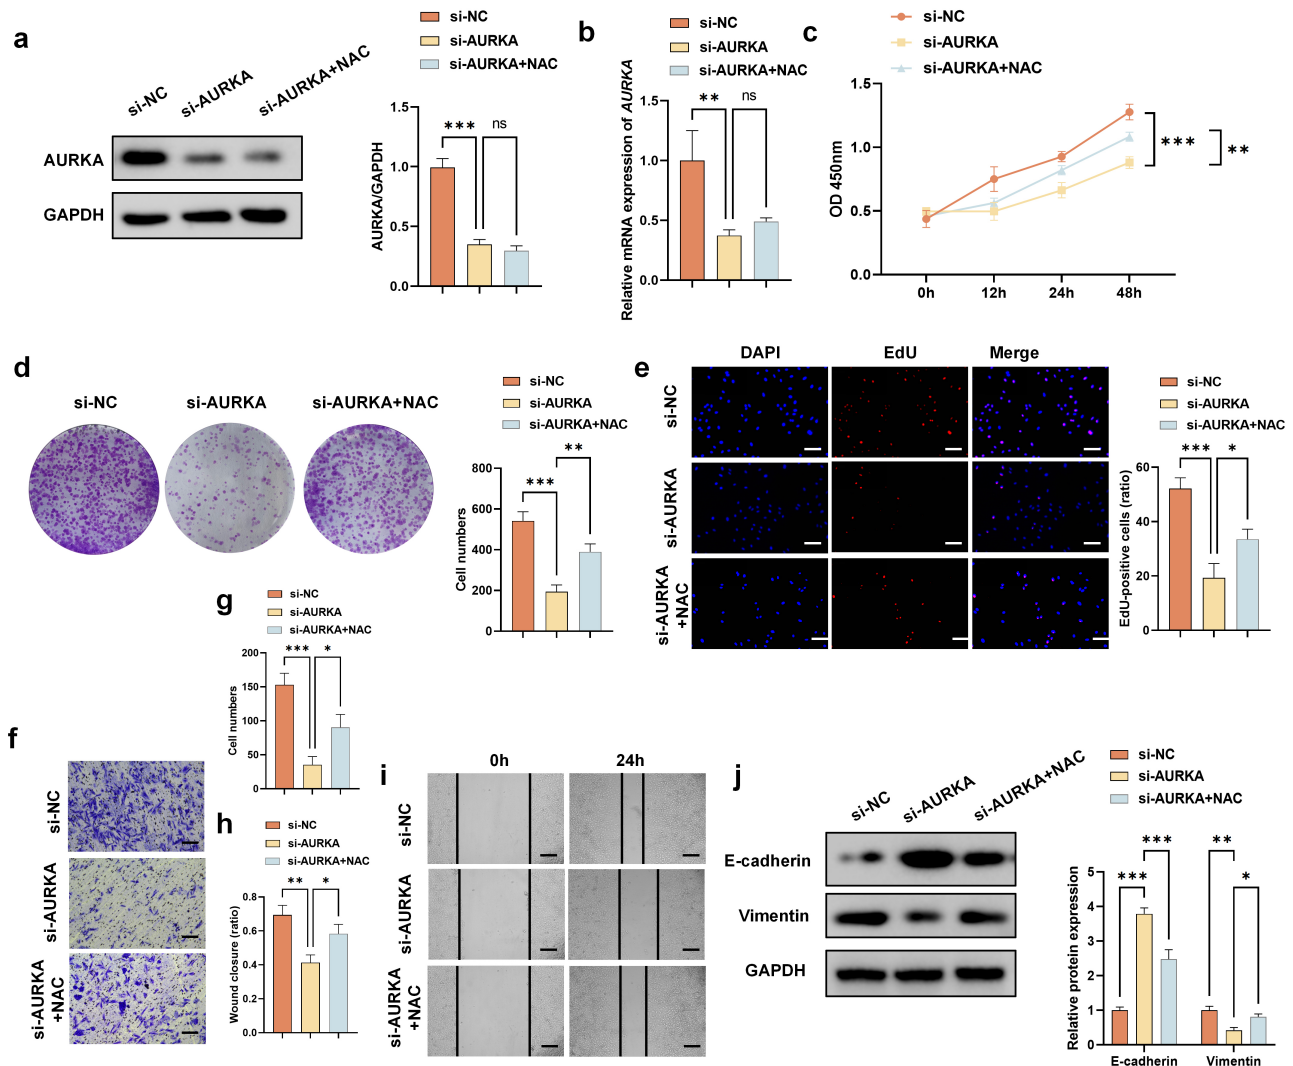 a
si-NC
si-AURKA
si-AURKA+NAC
AURKA
GAPDH
si-NC
si-AURKA
si-AURKA+NAC
AURKA/GAPDH
1.5
1.0
0.5
0.0
***
ns
b
si-NC
si-AURKA
si-AURKA+NAC
Relative mRNA expression of AURKA
1.5
1.0
0.5
0.0
**
ns
c
si-NC
si-AURKA
si-AURKA+NAC
OD 450nm
1.5
1.0
0.5
0.0
0h 12h 24h 48h
***
**
d
si-NC si-AURKA si-AURKA+NAC
si-NC
si-AURKA
si-AURKA+NAC
Cell numbers
800
600
400
200
0
***
**
e
DAPI EdU Merge
si-NC
si-AURKA
si-AURKA
+NAC
si-NC
si-AURKA
si-AURKA+NAC
EdU-positive cells (ratio)
60
40
20
0
***
*
f
si-NC
si-AURKA
si-AURKA
+NAC
g
si-NC
si-AURKA
si-AURKA+NAC
Cell numbers
200
150
100
50
0
***
*
h
si-NC
si-AURKA
si-AURKA+NAC
Wound closure (ratio)
0.8
0.6
0.4
0.2
0.0
**
*
i
0h 24h
si-NC
si-AURKA
si-AURKA
+NAC
j
si-NC
si-AURKA
si-AURKA+NAC
E-cadherin
Vimentin
GAPDH
si-NC
si-AURKA
si-AURKA+NAC
Relative protein expression
5
4
3
2
1
0
***
***
**
*
E-cadherin Vimentin